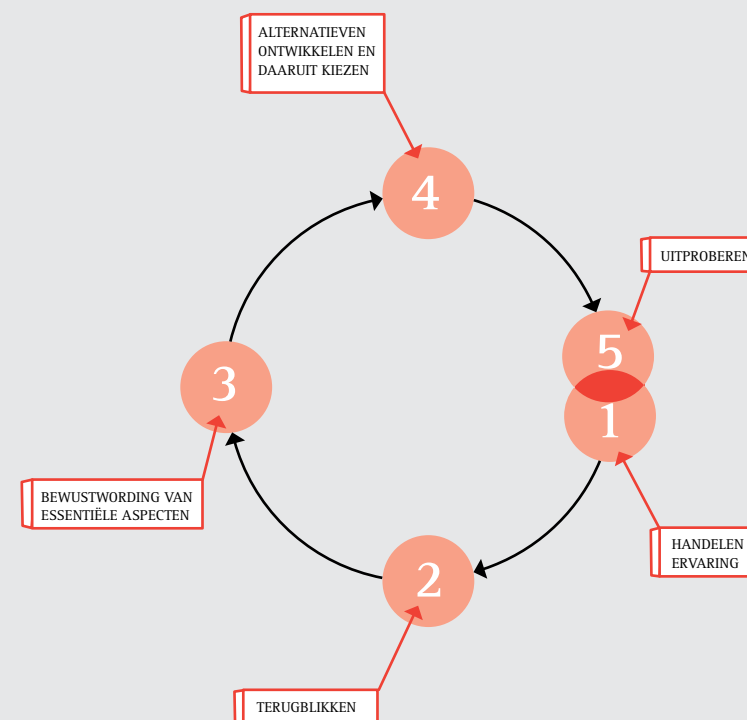 ALTERNATIEVEN
ONTWIKKELEN EN
DAARUIT KIEZEN
4
UITPROBEREN
5
3
1
BEWUSTWORDING VAN
ESSENTIËLE ASPECTEN
HANDELEN
ERVARING
2
TERUGBLIKKEN